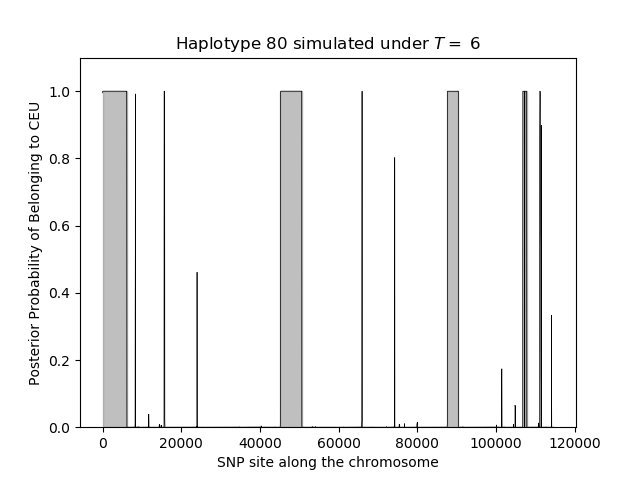 Haplotype 80 simulated under T = 6
Posterior Probability of Belonging to CEU
1.0
0.8
0.6
0.4
0.2
0.0
0 20000 40000 60000 80000 100000 120000
SNP site along the chromosome